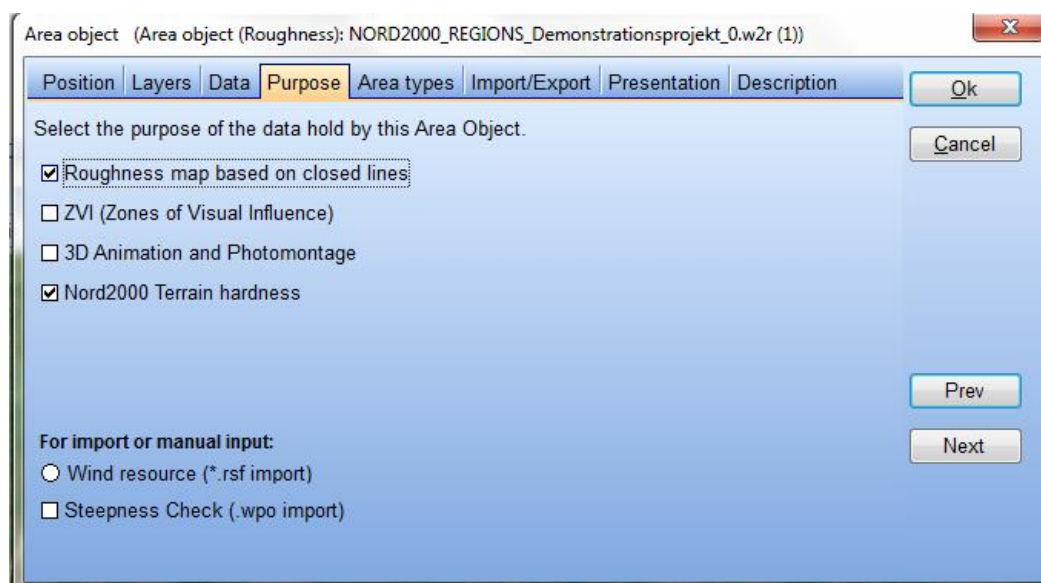 Area object (Area object (Roughness): NORD2000_REGIONS_Demonstrationsprojekt_0.w2r (1))
Position Layers Data Purpose Area types Import/Export Presentation Description
Ok
Select the purpose of the data hold by this Area Object.
Cancel
Roughness map based on closed lines
ZVI (Zones of Visual Influence)
3D Animation and Photomontage
Nord2000 Terrain hardness
Prev
For import or manual input:
Next
Wind resource (*.rsf import)
Steepness Check (.wpo import)